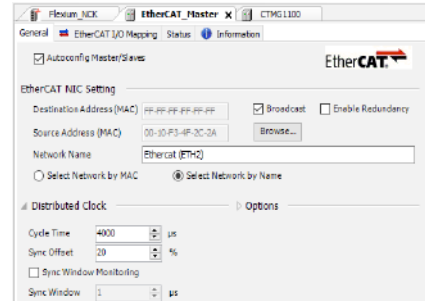 Flexium_NCK EtherCAT_Master x CTMG1100
General EtherCAT I/O Mapping Status Information
Autoconfig Master/Slaves
EtherCAT
EtherCAT NIC Setting
Destination Address (MAC) FF-FF-FF-FF-FF-FF Broadcast Enable Redundancy
Source Address (MAC) 00-10-F3-4F-2C-2A Browse...
Network Name Ethercat (ETH2)
Select Network by MAC Select Network by Name
Distributed Clock Options
Cycle Time 4000 µs
Sync Offset 20 %
Sync Window Monitoring
Sync Window 1 µs